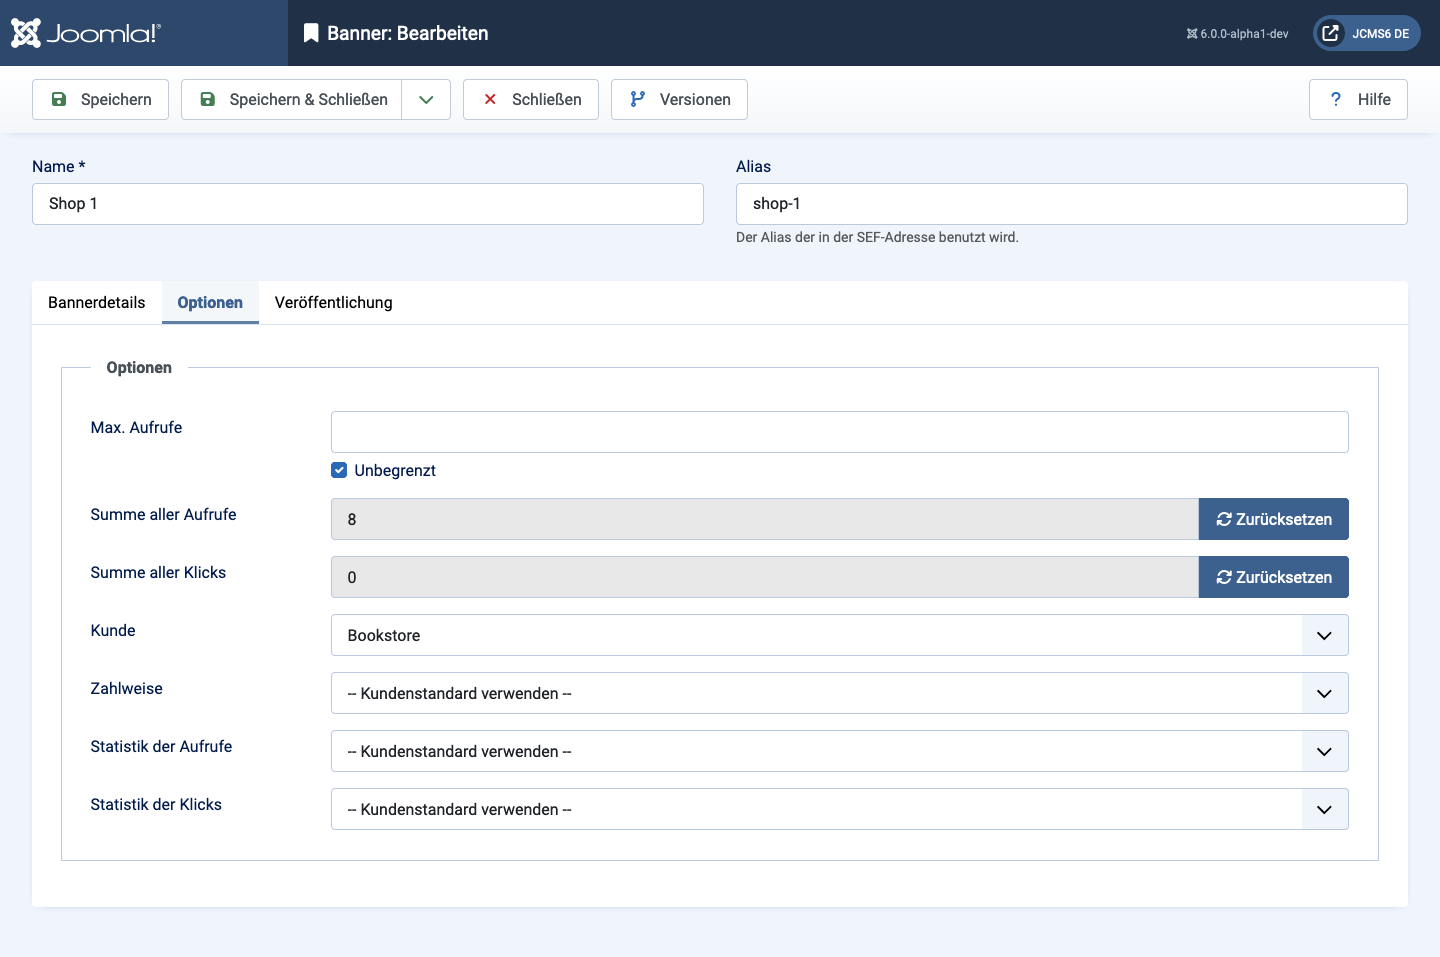 Joomla!®
Banner: Bearbeiten
6.0.0-alpha1-dev
JCMS6 DE
Speichern
Speichern & Schließen
Schließen
Versionen
? Hilfe
Name *
Alias
Shop 1
shop-1
Der Alias der in der SEF-Adresse benutzt wird.
Bannerdetails
Optionen
Veröffentlichung
Optionen
Max. Aufrufe
Unbegrenzt
Summe aller Aufrufe
8
Zurücksetzen
Summe aller Klicks
0
Zurücksetzen
Kunde
Bookstore
Zahlweise
-- Kundenstandard verwenden --
Statistik der Aufrufe
-- Kundenstandard verwenden --
Statistik der Klicks
-- Kundenstandard verwenden --